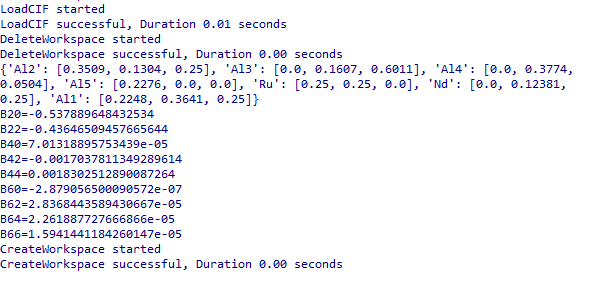 LoadCIF started
LoadCIF successful, Duration 0.01 seconds
DeleteWorkspace started
DeleteWorkspace successful, Duration 0.00 seconds
{'Al2': [0.3509, 0.1304, 0.25], 'Al3': [0.0, 0.1607, 0.6011], 'Al4': [0.0, 0.3774,
0.0504], 'Al5': [0.2276, 0.0, 0.0], 'Ru': [0.25, 0.25, 0.0], 'Nd': [0.0, 0.12381,
0.25], 'Al1': [0.2248, 0.3641, 0.25]}
B20=-0.537889648432534
B22=-0.43646509457665644
B40=7.01318895753439e-05
B42=-0.0017037811349289614
B44=0.0018302512890087264
B60=-2.879056500090572e-07
B62=2.8368443589430667e-05
B64=2.261887727666866e-05
B66=1.5941441184260147e-05
CreateWorkspace started
CreateWorkspace successful, Duration 0.00 seconds